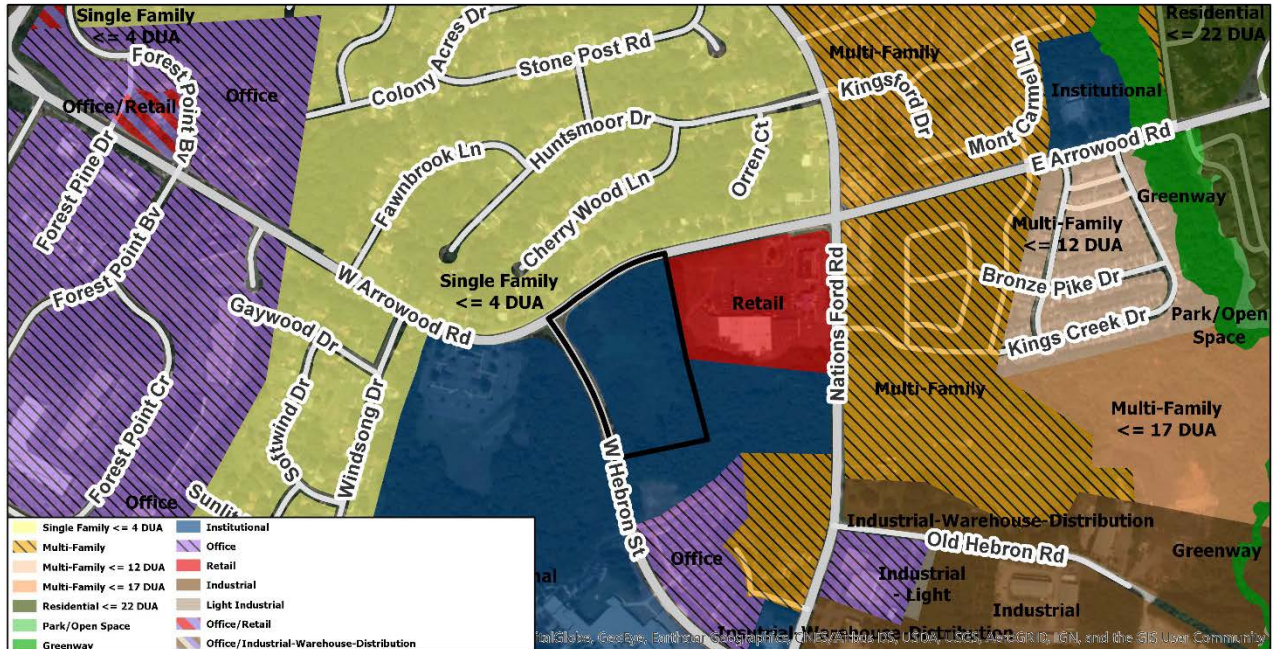 Single Family
<= 4 DUA
Forest Point Bv
Office/Retail
Office
Forest Pine Dr
Forest Point Bv
Colony Acres Dr
Stone Post Rd
Huntsmoor Dr
Fawnbrook Ln
Cherry Wood Ln
Orren Ct
Multi-Family
Kingsford Dr
Mont Carmel Ln
Institutional
Residential
<= 22 DUA
E Arrowood Rd
Greenway
Multi-Family
<= 12 DUA
Bronze Pike Dr
Kings Creek Dr
Park/Open
Space
Single Family
<= 4 DUA
W Arrowood Rd
Gaywood Dr
Softwind Dr
Windsong Dr
Forest Point Cr
Office
Retail
Nations Ford Rd
Multi-Family
Multi-Family
<= 17 DUA
W Hebron St
Office
Industrial-Warehouse-Distribution
Old Hebron Rd
Greenway
Industrial
- Light
Industrial
Single Family <= 4 DUA
Multi-Family
Multi-Family <= 12 DUA
Multi-Family <= 17 DUA
Residential <= 22 DUA
Park/Open Space
Greenway
Institutional
Office
Retail
Industrial
Light Industrial
Office/Retail
Office/Industrial-Warehouse-Distribution
GeoEye, Earthstar Geographics, CNES/Airbus DS, USDA, USGS, AeroGRID, IGN, and the GIS User Community